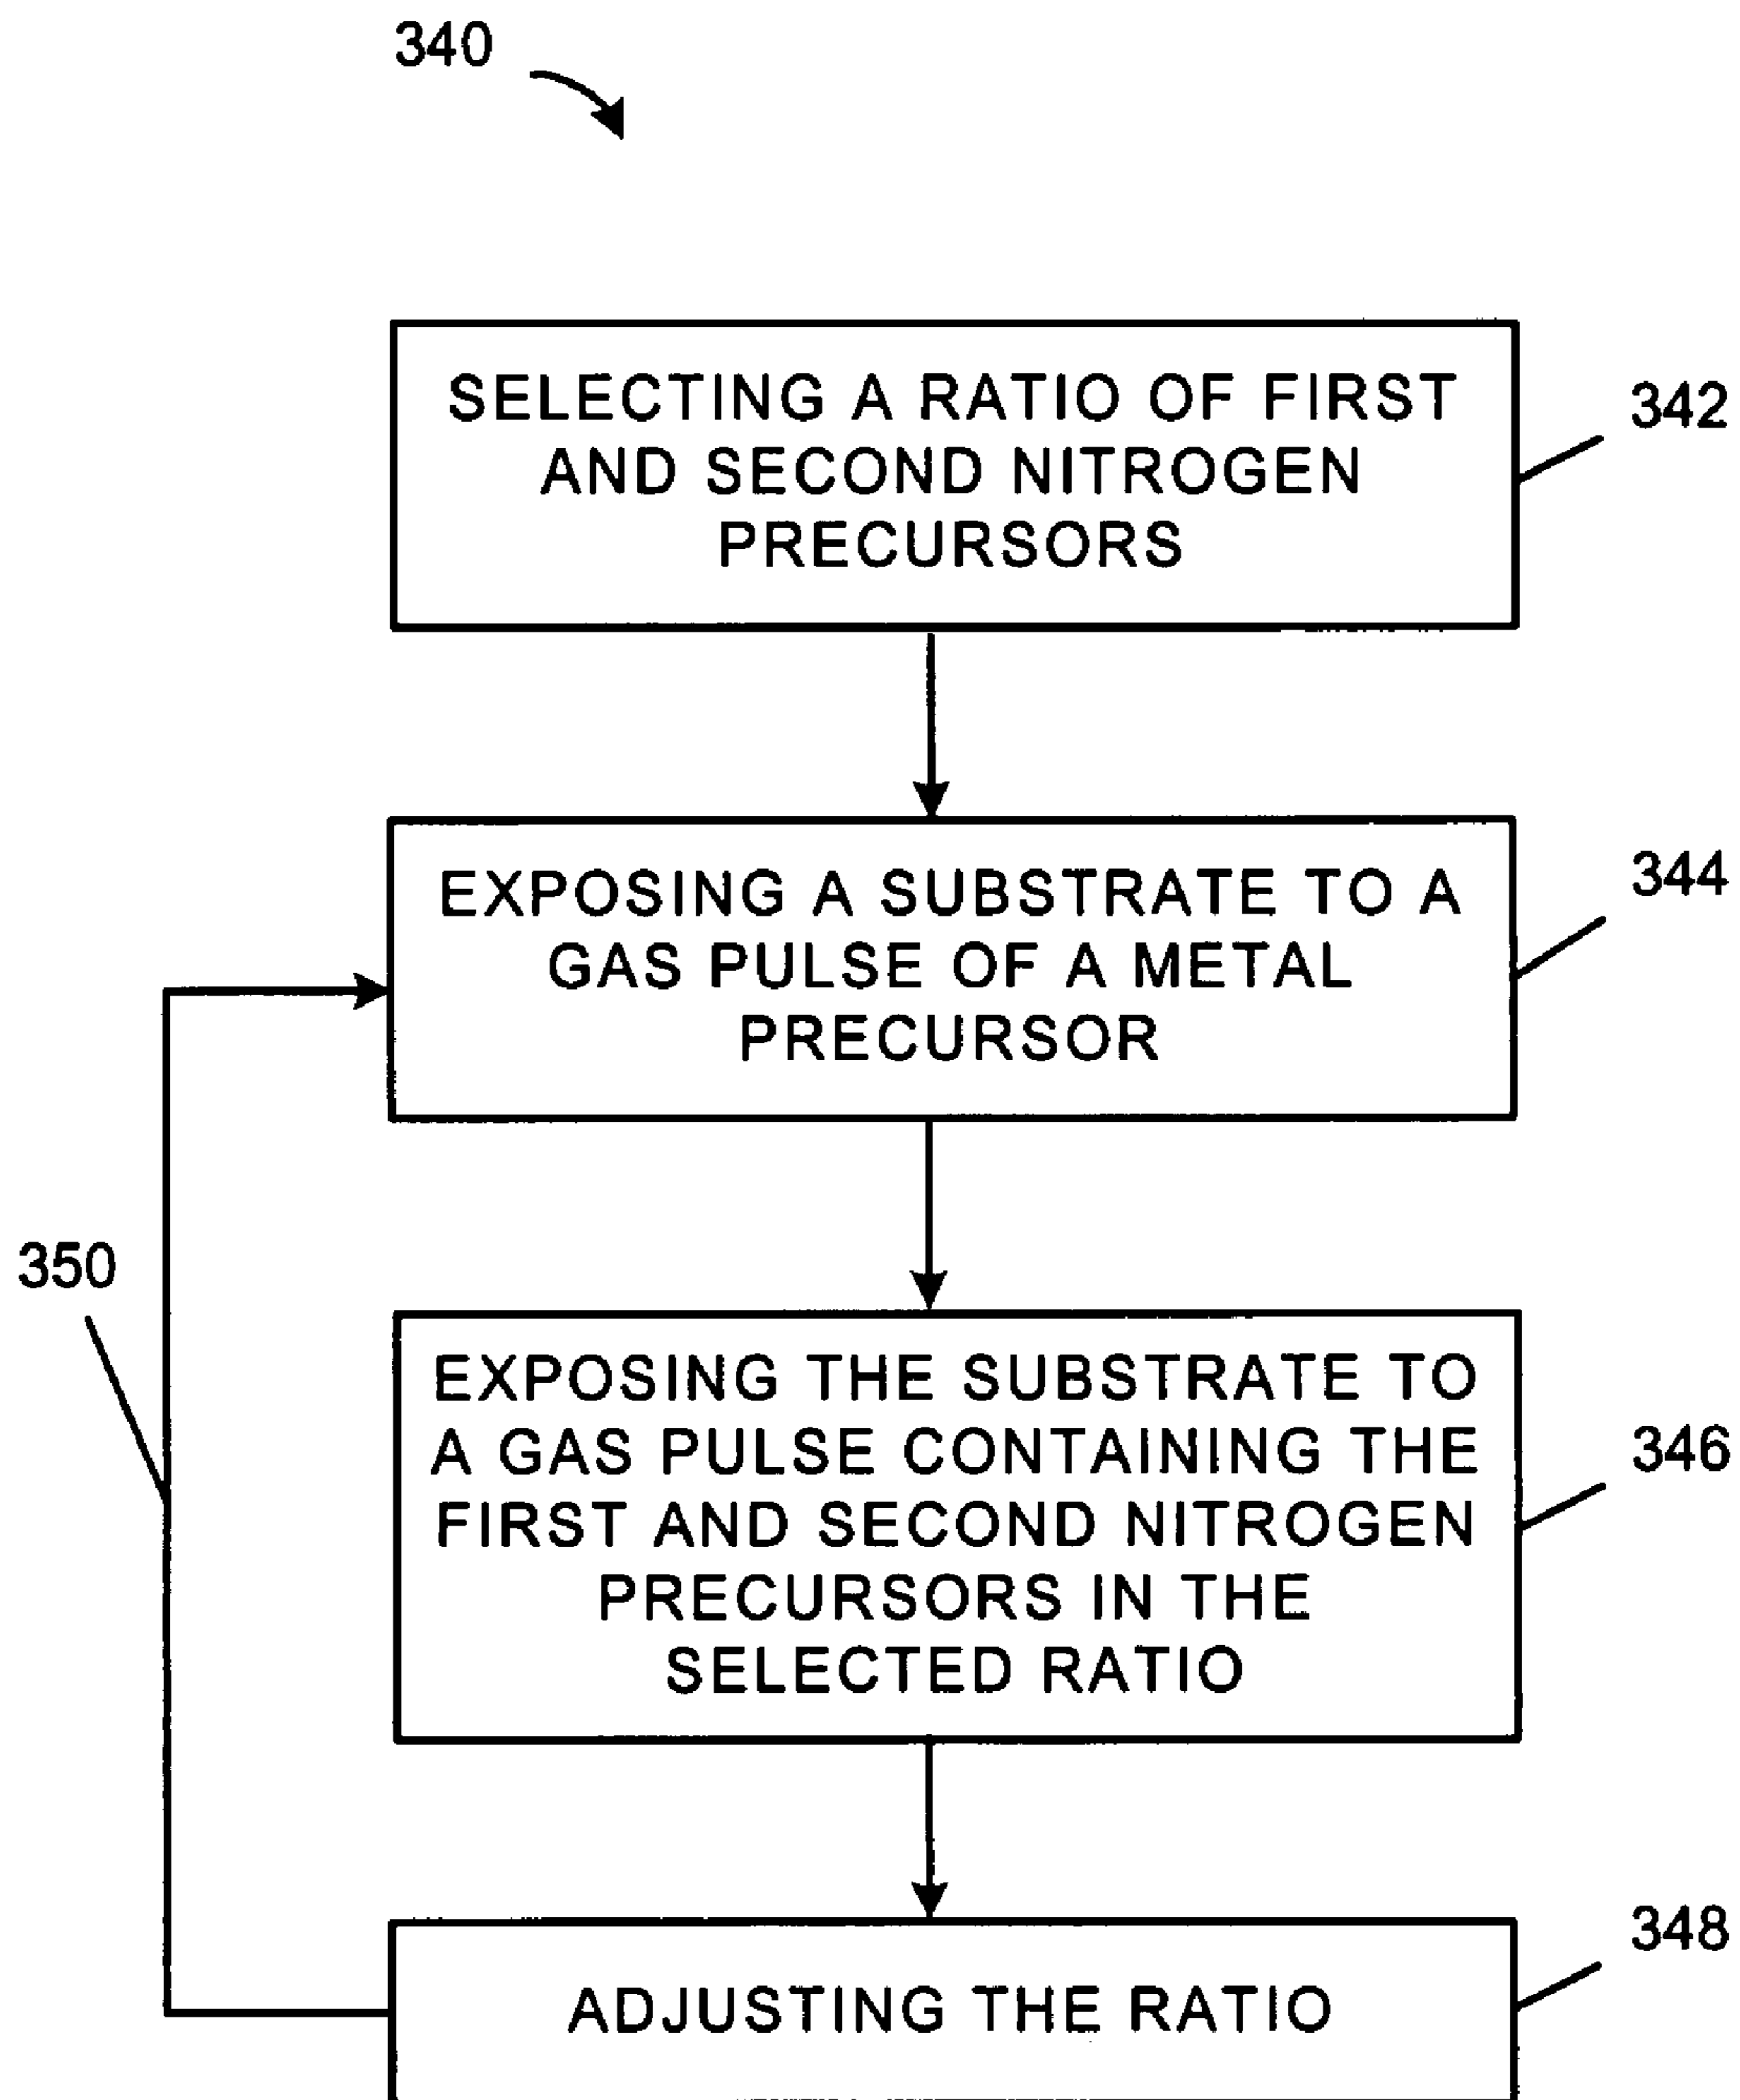 340
SELECTING A RATIO OF FIRST
AND SECOND NITROGEN
PRECURSORS
342
EXPOSING A SUBSTRATE TO A
GAS PULSE OF A METAL
PRECURSOR
344
350
EXPOSING THE SUBSTRATE TO
A GAS PULSE CONTAINING THE
FIRST AND SECOND NITROGEN
PRECURSORS IN THE
SELECTED RATIO
346
ADJUSTING THE RATIO
348